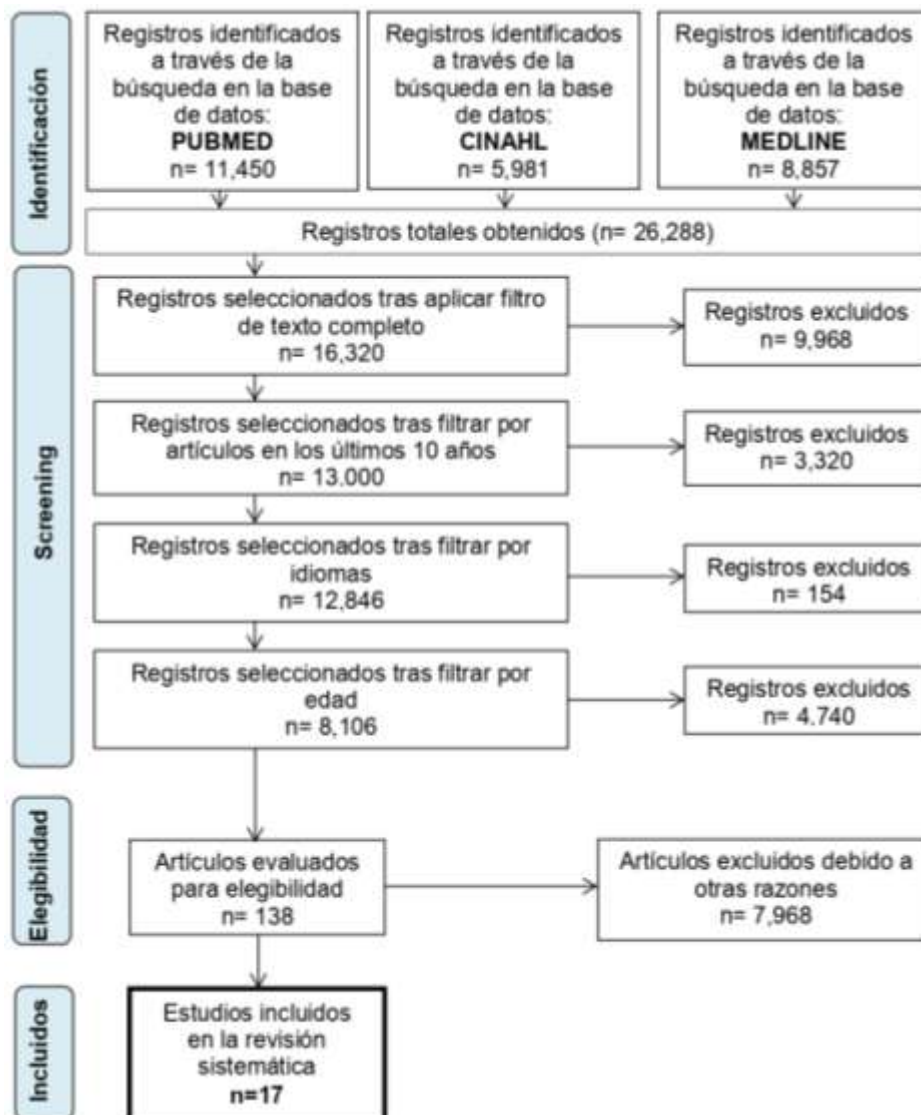 Identificación
Registros identificados
a través de la
búsqueda en la base
de datos:
PUBMED
n= 11,450
Registros identificados
a través de la
búsqueda en la base
de datos:
CINAHL
n= 5,981
Registros identificados
a través de la
búsqueda en la base
de datos:
MEDLINE
n= 8,857
Registros totales obtenidos (n= 26,288)
Screening
Registros seleccionados tras aplicar filtro
de texto completo
n= 16,320
Registros excluidos
n= 9,968
Registros seleccionados tras filtrar por
artículos en los últimos 10 años
n= 13.000
Registros excluidos
n= 3,320
Registros seleccionados tras filtrar por
idiomas
n= 12,846
Registros excluidos
n= 154
Registros seleccionados tras filtrar por
edad
n= 8,106
Registros excluidos
n= 4.740
Elegibilidad
Artículos evaluados
para elegibilidad
n= 138
Artículos excluidos debido a
otras razones
n= 7,968
Incluidos
Estudios incluidos
en la revisión
sistemática
n=17